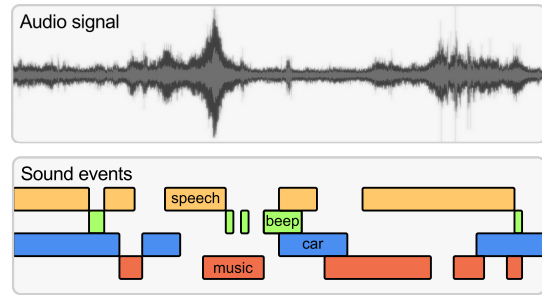 Audio signal
Sound events
speech
beep
car
music